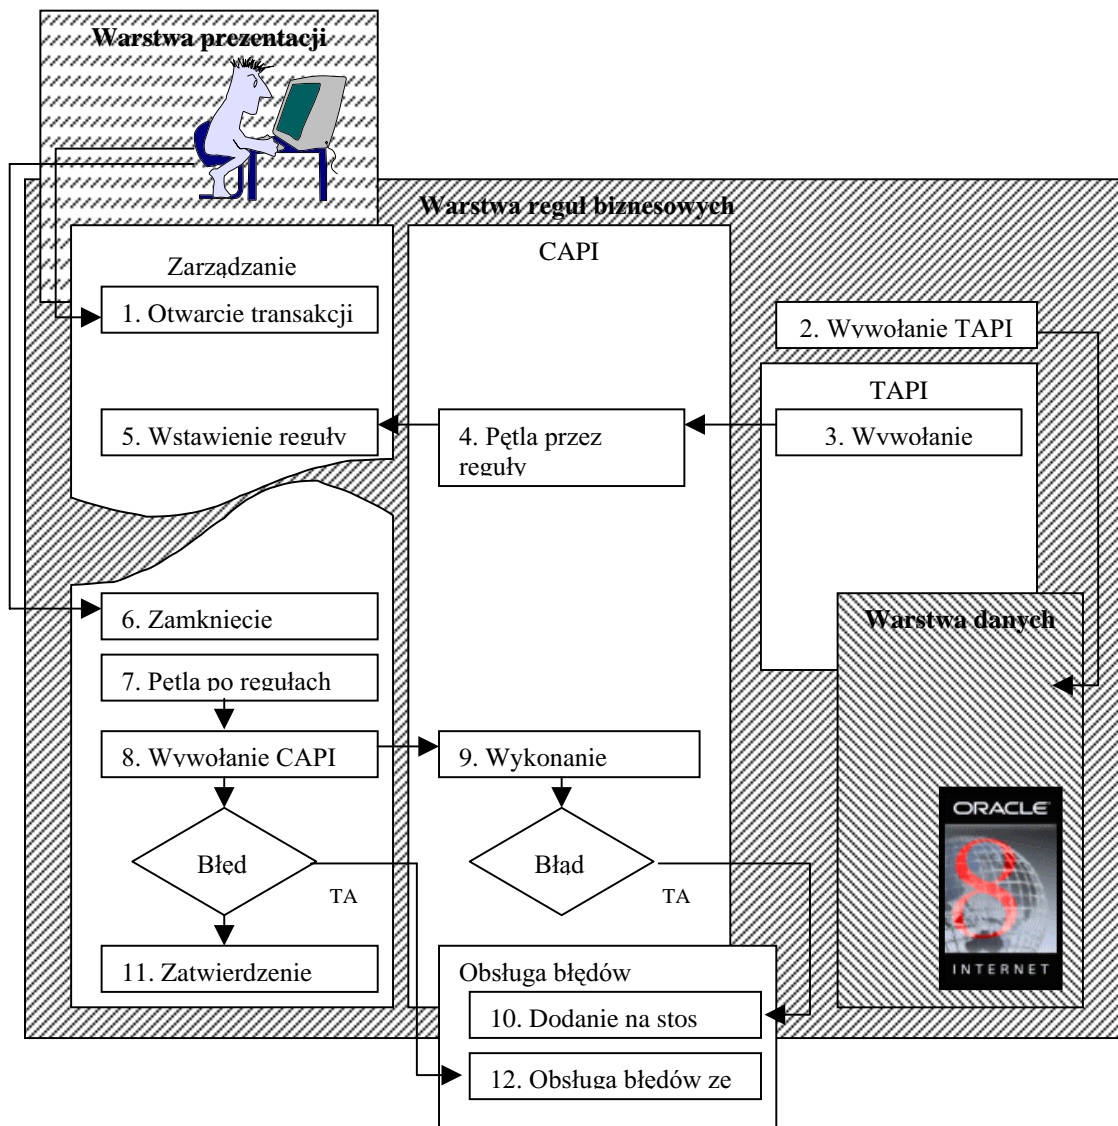 Warstwa prezentacji
Warstwa reguł biznesowych
Zarządzanie
CAPI
1. Otwarcie transakcji
2. Wywołanie TAPI
TAPI
5. Wstawienie reguły
4. Pętla przez
reguły
3. Wywołanie
6. Zamkniecie
Warstwa danych
7. Petla po regułach
8. Wywołanie CAPI
9. Wykonanie
ORACLE
8
INTERNET
Błęd
TA
Błąd
TA
11. Zatwierdzenie
Obsługa błędów
10. Dodanie na stos
12. Obsługa błędów ze